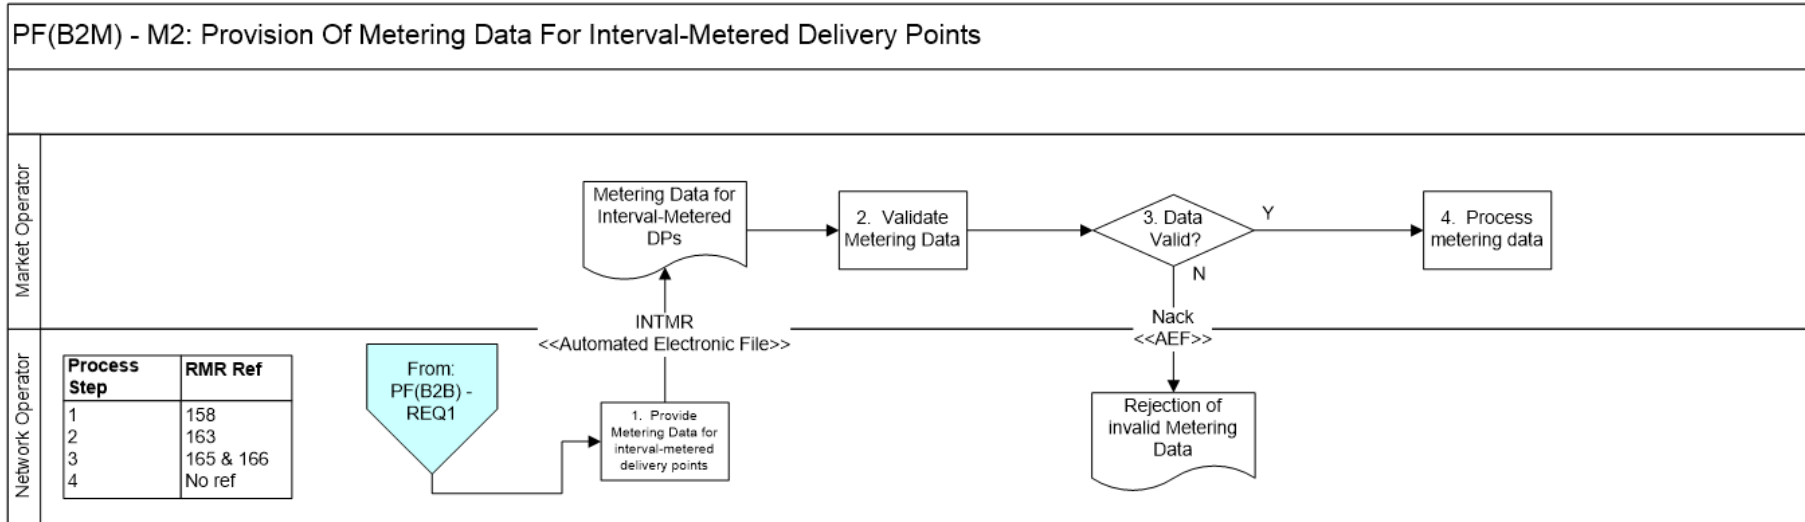 PF(B2M) - M2: Provision Of Metering Data For Interval-Metered Delivery Points
Market Operator
Metering Data for
Interval-Metered
DPs
2. Validate
Metering Data
3. Data
Valid?
Y
N
4. Process
metering data
INTMR
<<Automated Electronic File>>
Nack
<<AEF>>
Network Operator
Process
Step
RMR Ref
1
158
2
163
3
165 & 166
4
No ref
From:
PF(B2B) -
REQ1
1. Provide
Metering Data for
interval-metered
delivery points
Rejection of
invalid Metering
Data